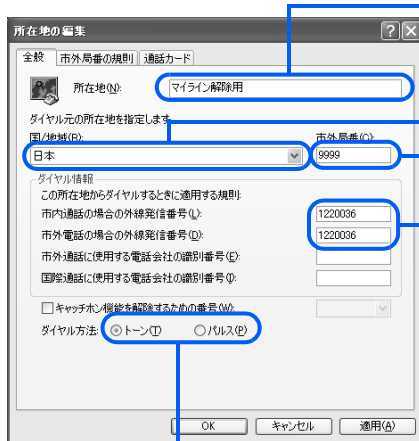 所在地の編集
全般 市外局番の規則 通話カード
所在地(N): マイライン解除用
ダイヤル元の所在地を指定します
国/地域(R): 市外局番(C):
日本 9999
ダイヤル情報
この所在地からダイヤルするときに適用する規則:
市内通話の場合の外線発信番号(L): 1220036
市外電話の場合の外線発信番号(D): 1220036
市外通話に使用する電話会社の識別番号(E):
国際通話に使用する電話会社の識別番号(I):
キャッチホン機能を解除するための番号(W):
ダイヤル方法: トーン(T) パルス(P)
OK キャンセル 適用(A)